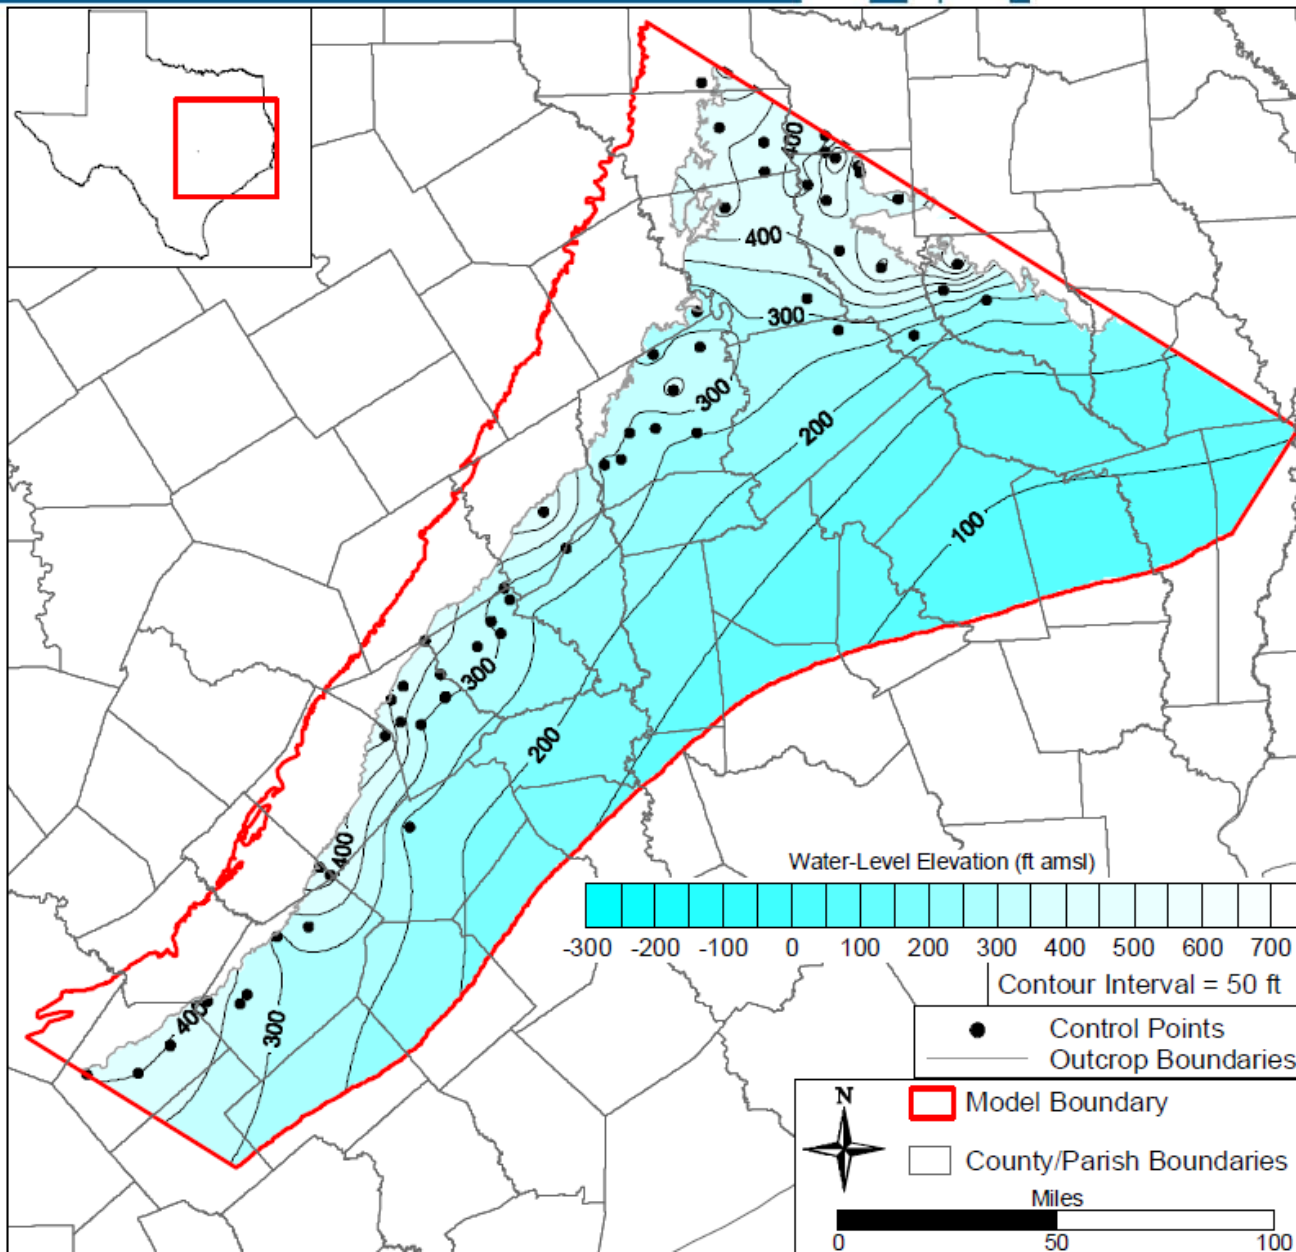 400
400
300
300
200
100
300
200
400
400
300
Water-Level Elevation (ft amsl)
-300 -200 -100 0 100 200 300 400 500 600 700
Contour Interval = 50 ft
Control Points
Outcrop Boundaries
N
Model Boundary
County/Parish Boundaries
Miles
0 50 100